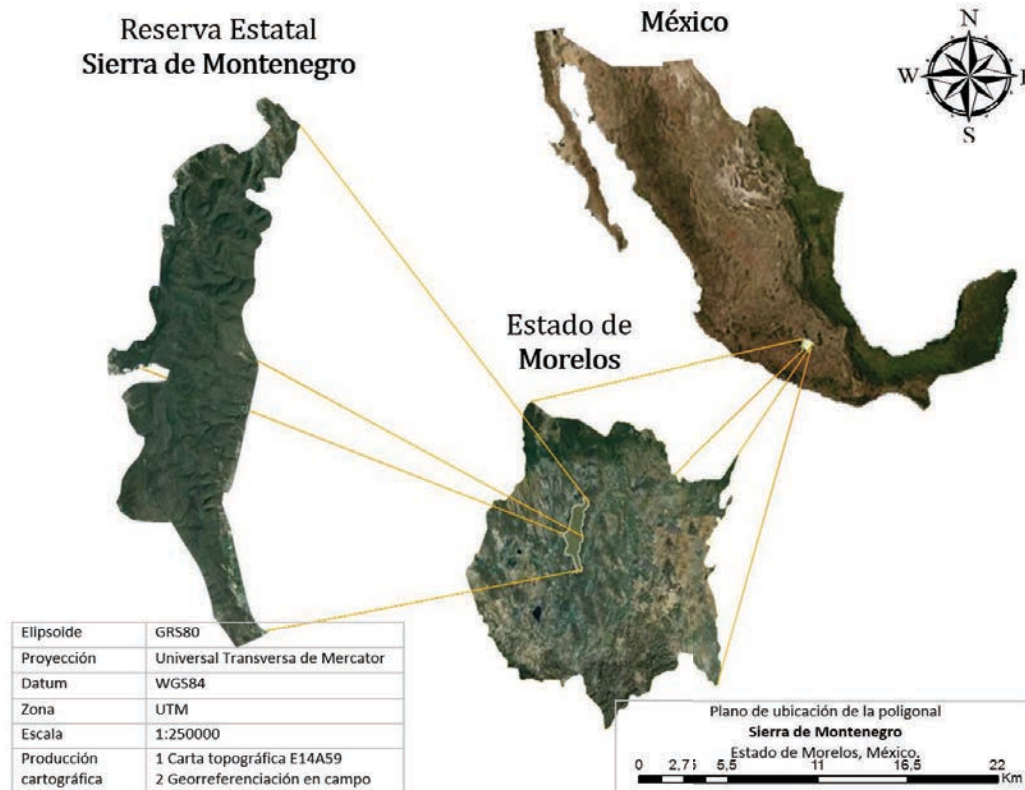 Reserva Estatal
Sierra de Montenegro
México
N
W
E
S
Estado de
Morelos
Elipsoide GRS80
Proyección Universal Transversa de Mercator
Datum WGS84
Zona UTM
Escala 1:250000
Producción cartográfica 1 Carta topográfica E14A59
2 Georreferenciación en campo
Plano de ubicación de la poligonal
Sierra de Montenegro
Estado de Morelos, México.
0 2,75 5,5 11 16,5 22
Km